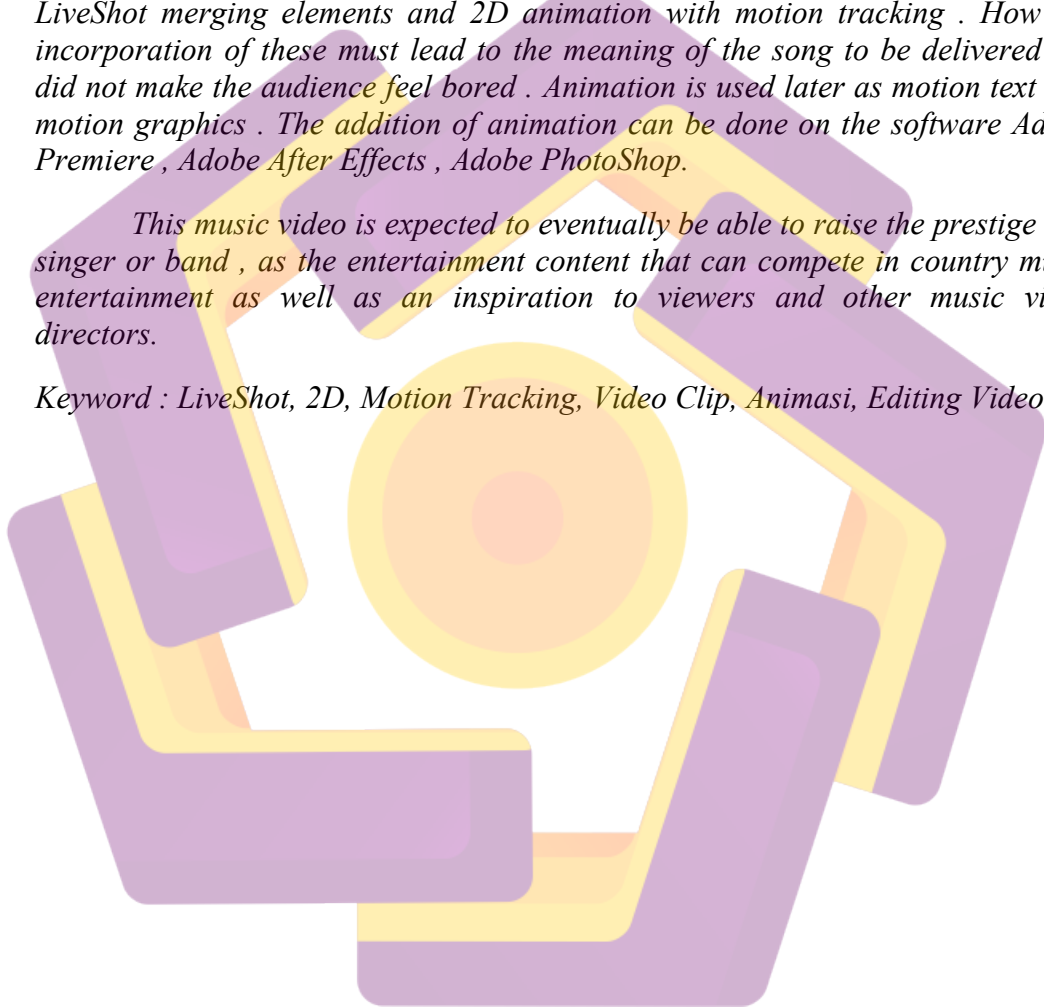 LiveShot merging elements and 2D animation with motion tracking . How
incorporation of these must lead to the meaning of the song to be delivered
did not make the audience feel bored . Animation is used later as motion text
motion graphics . The addition of animation can be done on the software Ad
Premiere , Adobe After Effects , Adobe PhotoShop.
This music video is expected to eventually be able to raise the prestige
singer or band , as the entertainment content that can compete in country mu
entertainment as well as an inspiration to viewers and other music vi
directors.
Keyword : LiveShot, 2D, Motion Tracking, Video Clip, Animasi, Editing Video